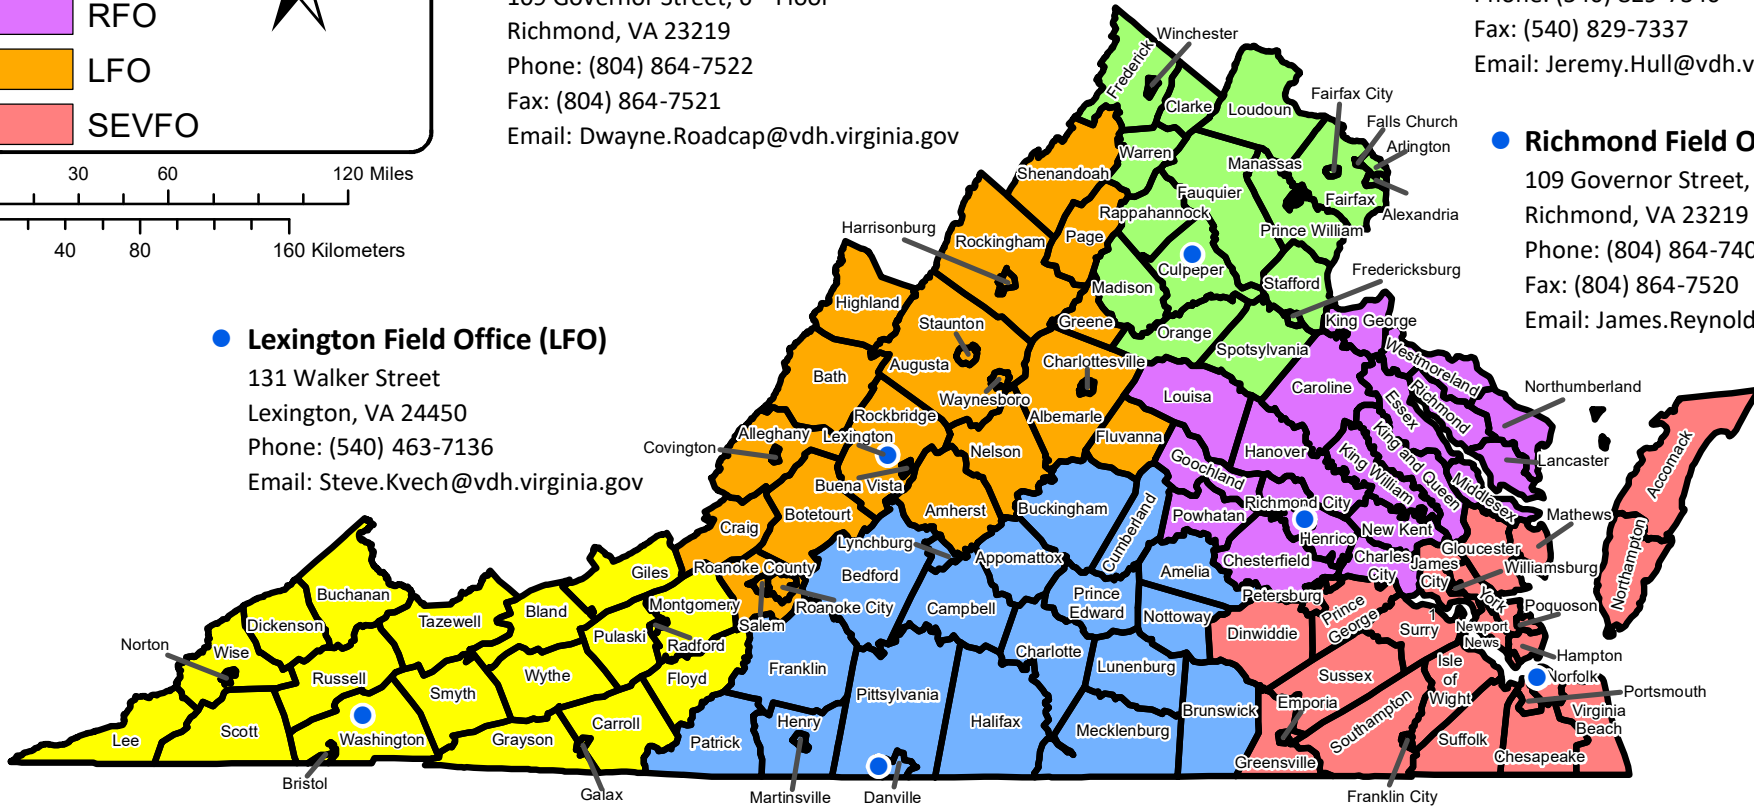 RFO
LFO
SEVFO
30 60 120 Miles
40 80 160 Kilometers
Richmond, VA 23219
Phone: (804) 864-7522
Fax: (804) 864-7521
Email: Dwayne.Roadcap@vdh.virginia.gov
Fax: (540) 829-7337
Email: Jeremy.Hull@vdh.v
Richmond Field O
109 Governor Street,
Richmond, VA 23219
Phone: (804) 864-740
Fax: (804) 864-7520
Email: James.Reynold
Lexington Field Office (LFO)
131 Walker Street
Lexington, VA 24450
Phone: (540) 463-7136
Email: Steve.Kvech@vdh.virginia.gov
Winchester
Frederick
Clarke
Loudoun
Fairfax City
Falls Church
Arlington
Warren
Manassas
Shenandoah
Fauquier
Fairfax
Alexandria
Rappahannock
Harrisonburg
Rockingham
Page
Prince William
Culpeper
Fredericksburg
Madison
Stafford
Highland
Staunton
Greene
Orange
King George
Spotsylvania
Augusta
Charlottesville
Westmoreland
Bath
Waynesboro
Louisa
Caroline
Northumberland
Essex
Richmond
Rockbridge
Albemarle
Alleghany
Lexington
Fluvanna
Covington
Nelson
Hanover
King William
King and Queen
Lancaster
Accomack
Goochland
Buena Vista
Middlesex
Botetourt
Amherst
Buckingham
Cumberland
Richmond City
Powhatan
Mathews
Craig
New Kent
Henrico
Lynchburg
Appomattox
Gloucester
Chesterfield
Charles
City
James
City
Williamsburg
Northampton
Giles
Roanoke County
Bedford
Amelia
Petersburg
York
Buchanan
Montgomery
Roanoke City
Campbell
Prince
Edward
Nottoway
Prince
George
Poquoson
Bland
1
Surry
Newport
News
Dickenson
Tazewell
Pulaski
Salem
Dinwiddie
Norton
Wise
Radford
Charlotte
Hampton
Franklin
Lunenburg
Isle
of
Wight
Russell
Wythe
Floyd
Sussex
Norfolk
Smyth
Pittsylvania
Portsmouth
Emporia
Southampton
Virginia
Beach
Brunswick
Scott
Carroll
Henry
Halifax
Mecklenburg
Lee
Washington
Grayson
Patrick
Suffolk
Chesapeake
Greensville
Bristol
Galax
Martinsville
Danville
Franklin City